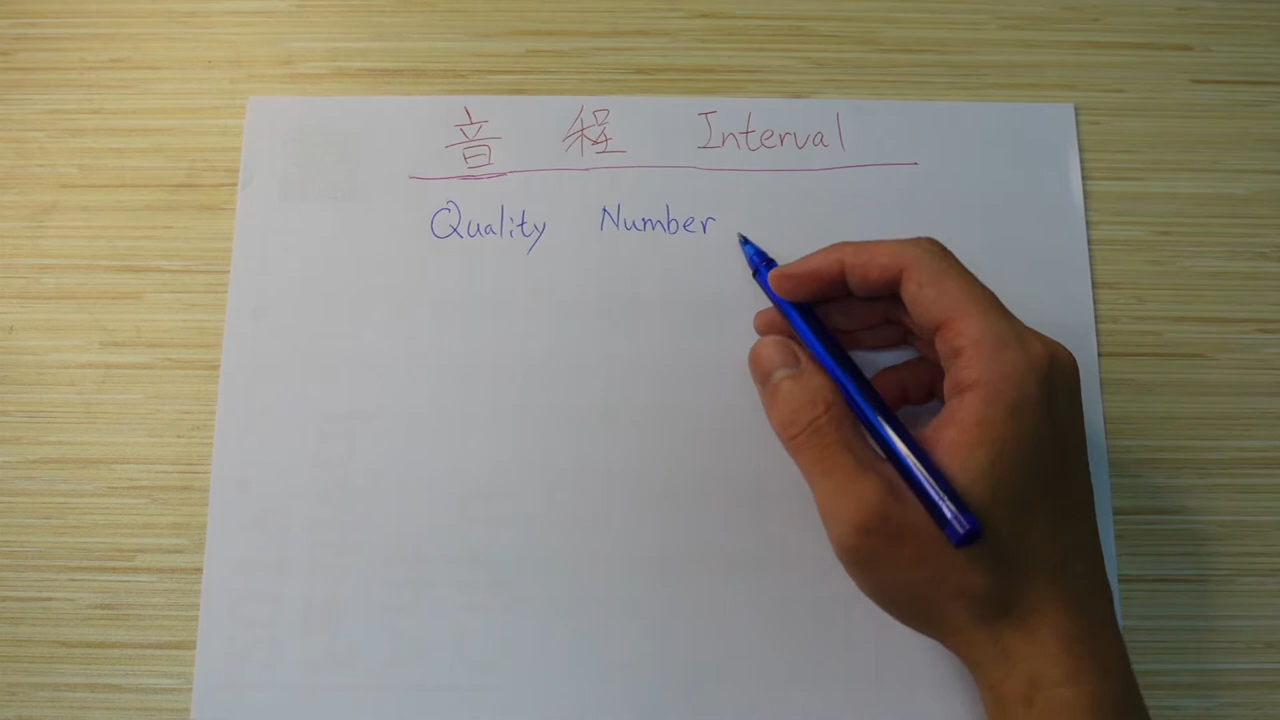 音 程 Interval
Quality Number